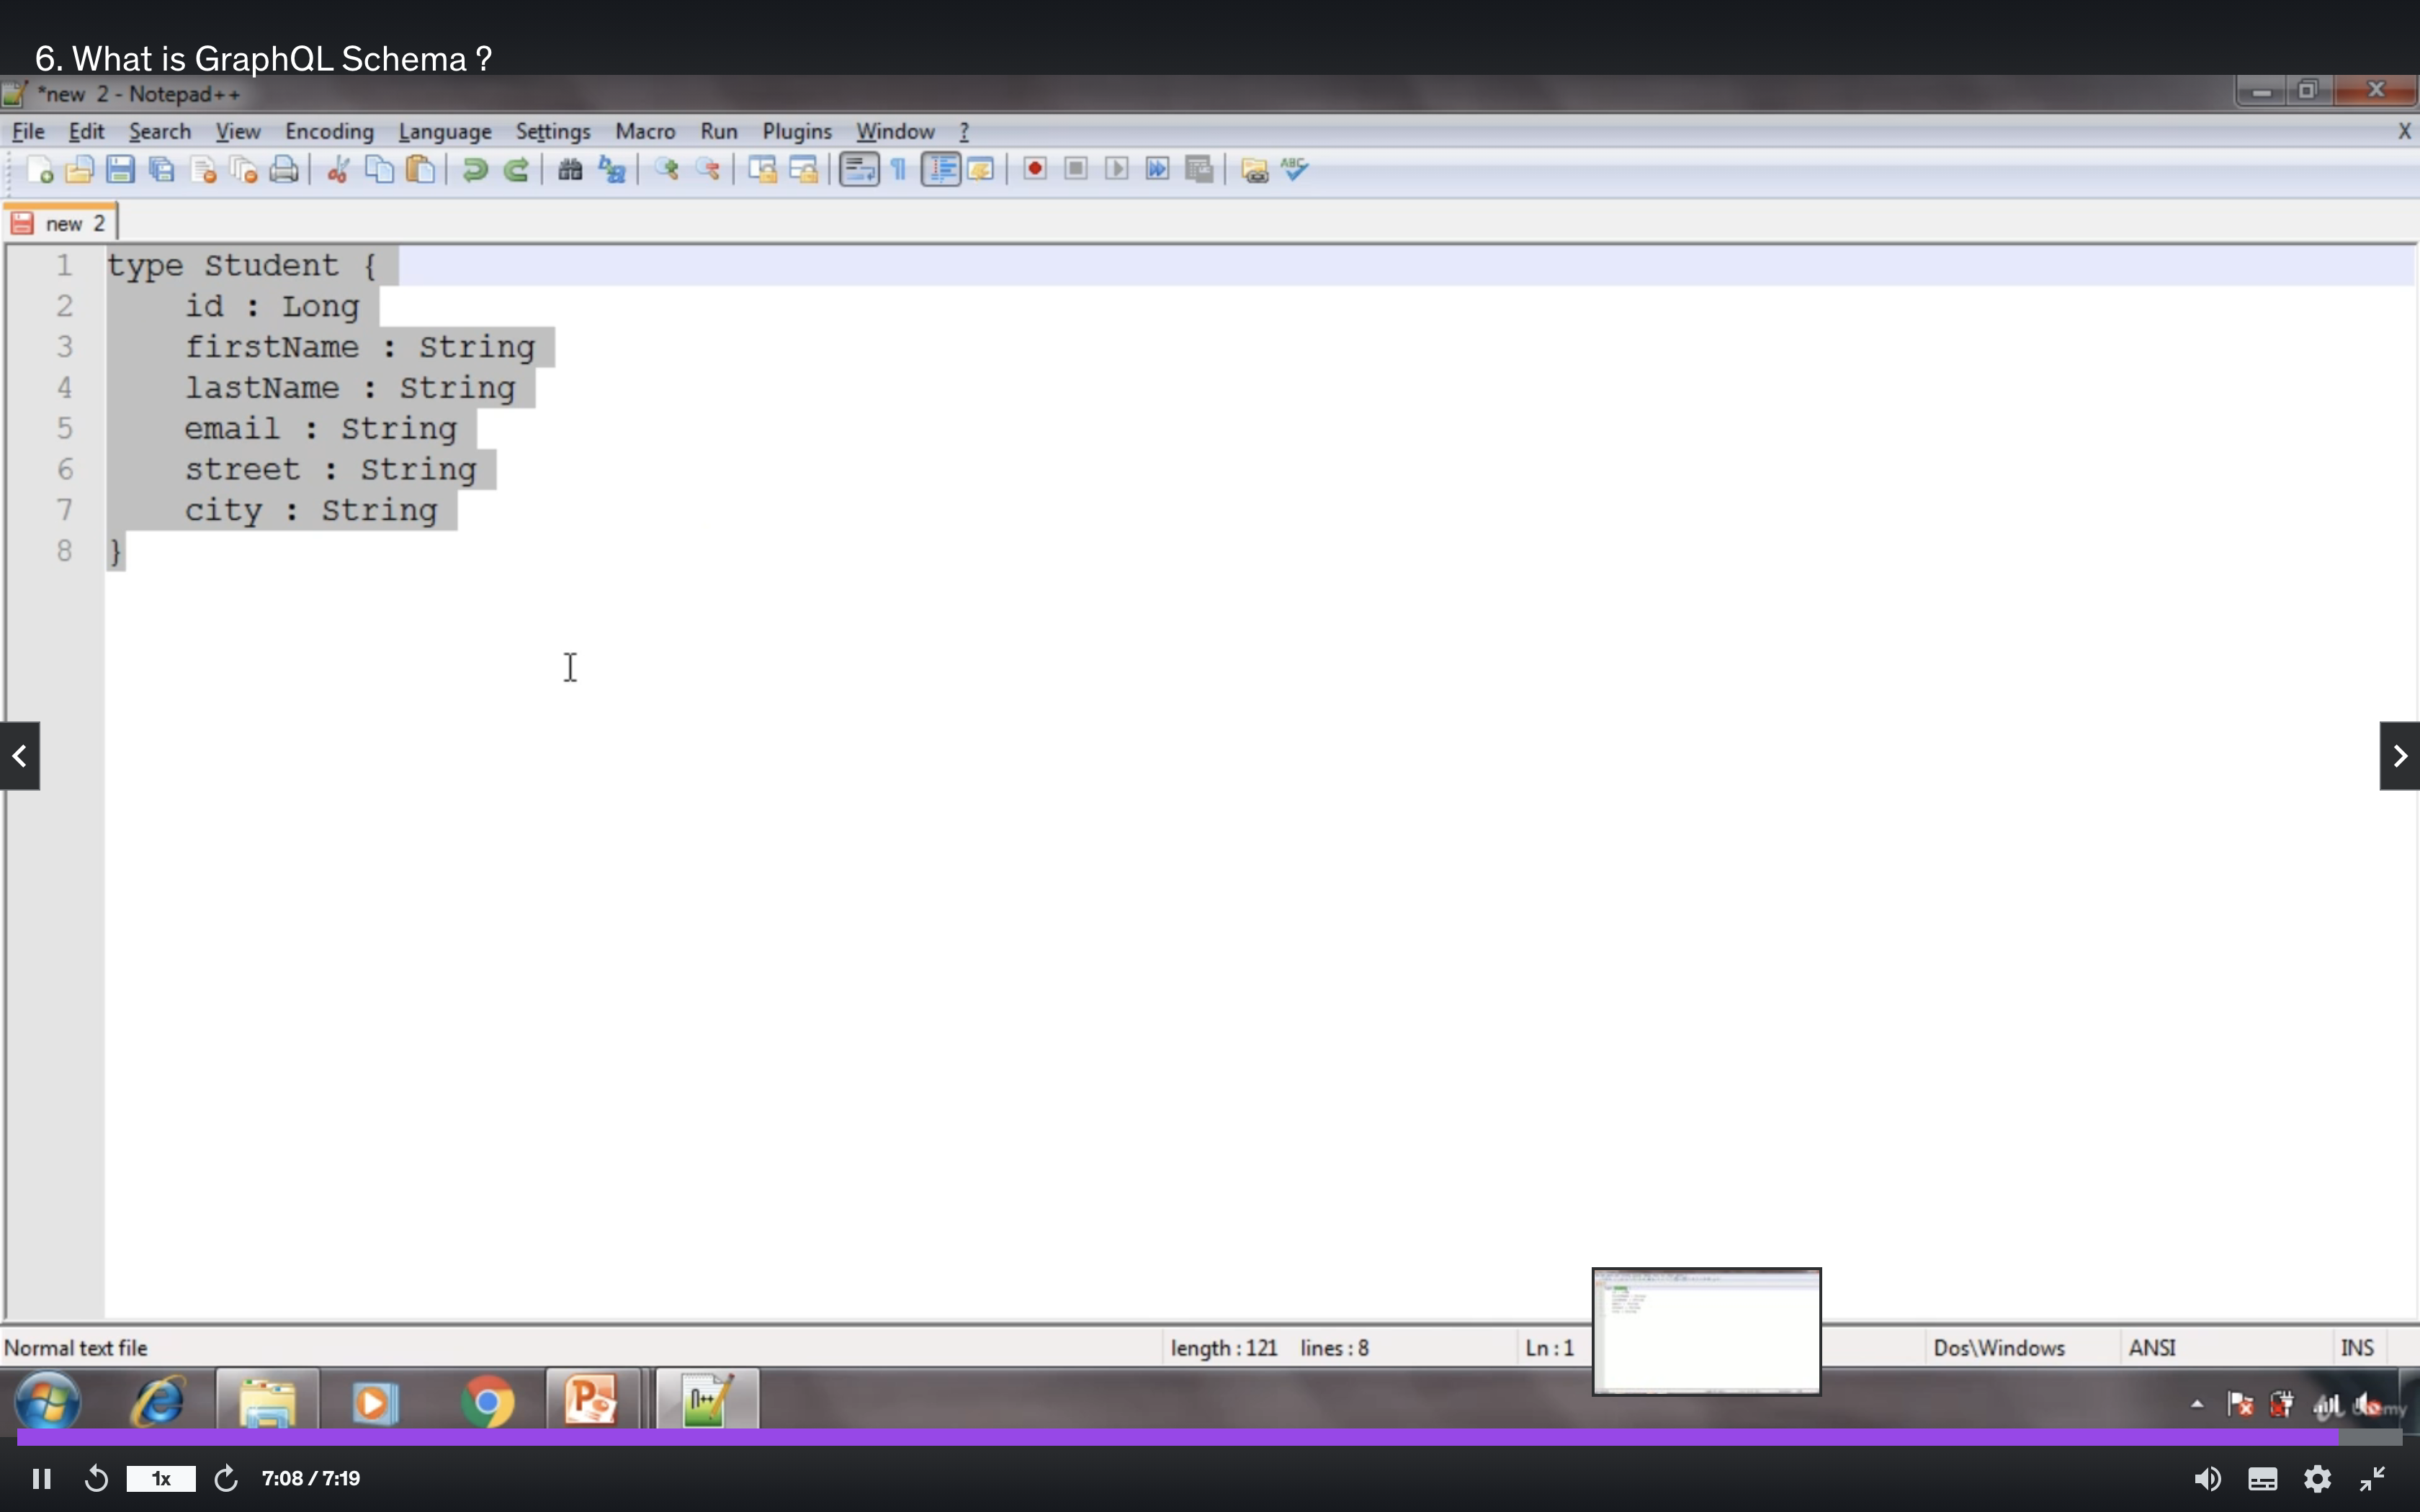 6. What is GraphQL Schema ?
*new 2 - Notepad++
File Edit Search View Encoding Language Settings Macro Run Plugins Window ? X
new 2
1 type Student {
2 id : Long
3 firstName : String
4 lastName : String
5 email : String
6 street : String
7 city : String
8 }
Normal text file length : 121 lines : 8 Ln : 1 Dos\Windows ANSI INS
1x 7:08 / 7:19